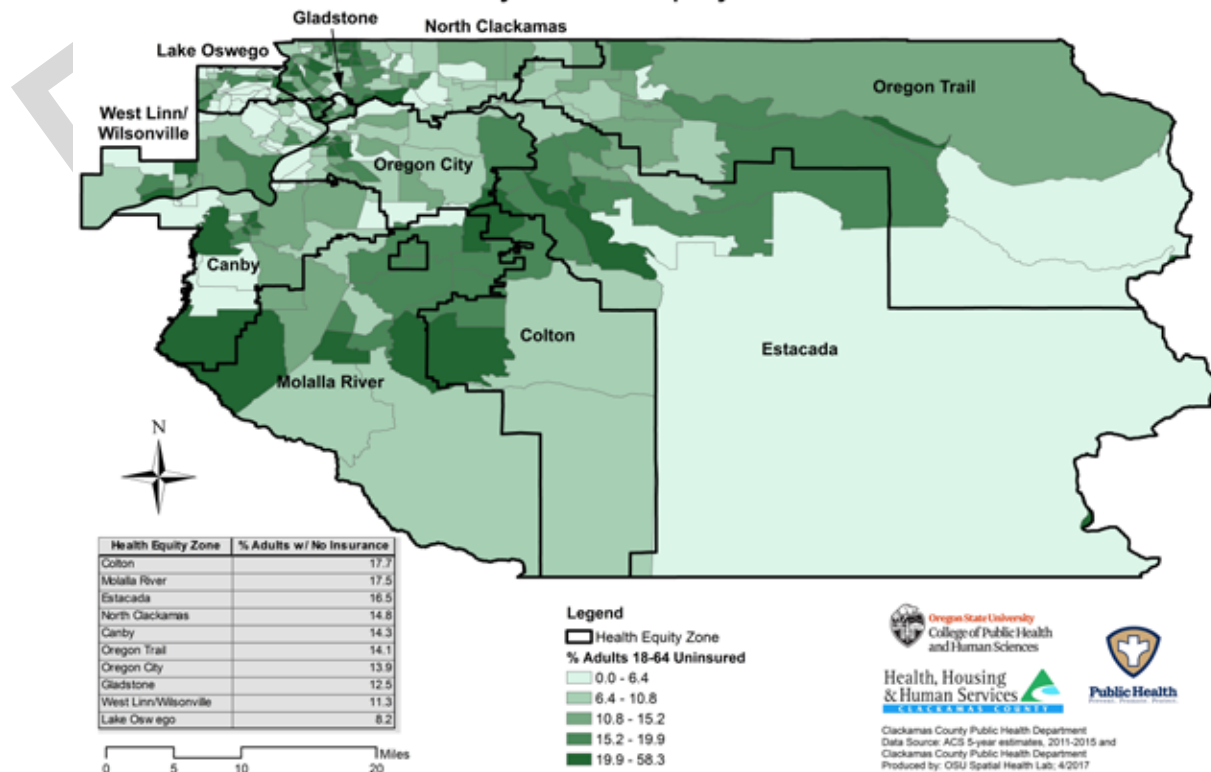 Gladstone
North Clackamas
Lake Oswego
Oregon Trail
West Linn/
Wilsonville
Oregon City
Canby
Colton
Estacada
Molalla River
N
Health Equity Zone % Adults w/ No Insurance
Colton 17.7
Molalla River 17.5
Estacada 16.5
North Clackamas 14.8
Canby 14.3
Oregon Trail 14.1
Oregon City 13.9
Gladstone 12.5
West Linn/Wilsonville 11.3
Lake Oswego 8.2
Miles
0 5 10 20
Legend
Health Equity Zone
% Adults 18-64 Uninsured
0.0 - 6.4
6.4 - 10.8
10.8 - 15.2
15.2 - 19.9
19.9 - 58.3
Oregon State University
College of Public Health
and Human Sciences
Health, Housing
& Human Services
CLACKAMAS COUNTY
Public Health
Prevent. Promote. Protect.
Clackamas County Public Health Department
Data Source: ACS 5-year estimates, 2011-2015 and
Clackamas County Public Health Department
Produced by: OSU Spatial Health Lab; 4/2017